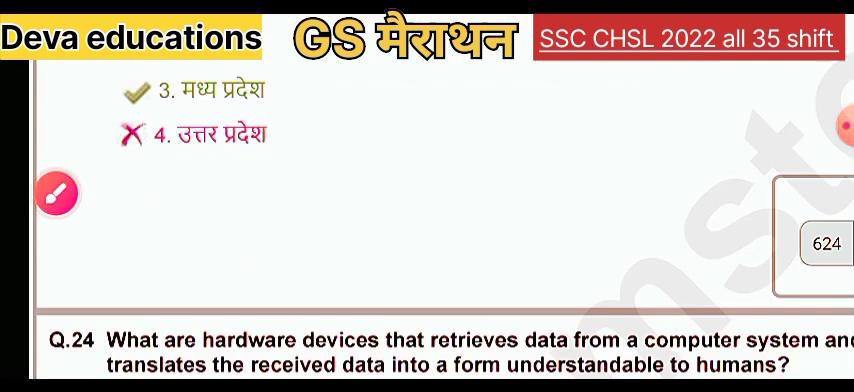 Deva educations GS मैराथन SSC CHSL 2022 all 35 shift
3. मध्य प्रदेश
4. उत्तर प्रदेश
624
Q.24 What are hardware devices that retrieves data from a computer system and
translates the received data into a form understandable to humans?